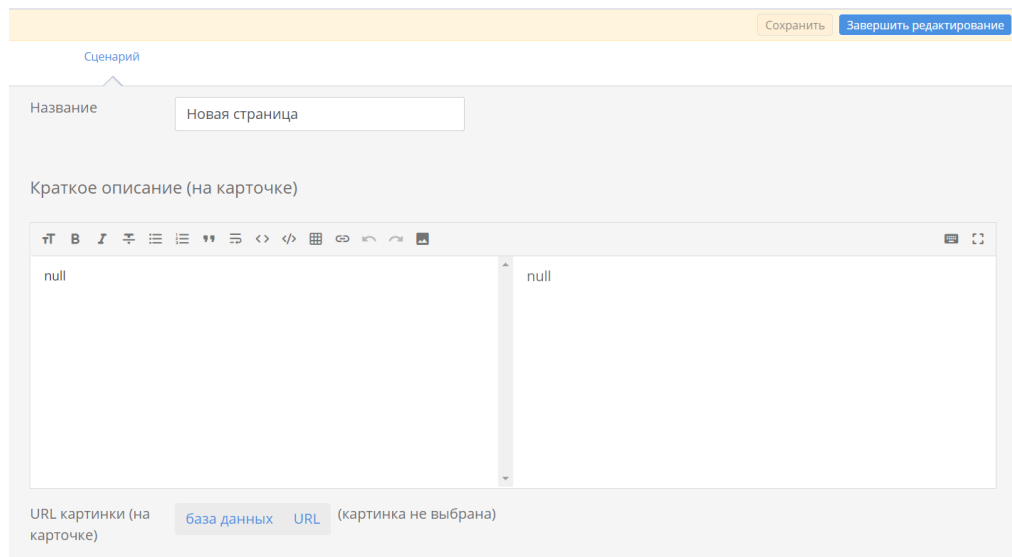 Сохранить Завершить редактирование
Сценарий
Название Новая страница
Краткое описание (на карточке)
null null
URL картинки (на карточке) база данных URL (картинка не выбрана)